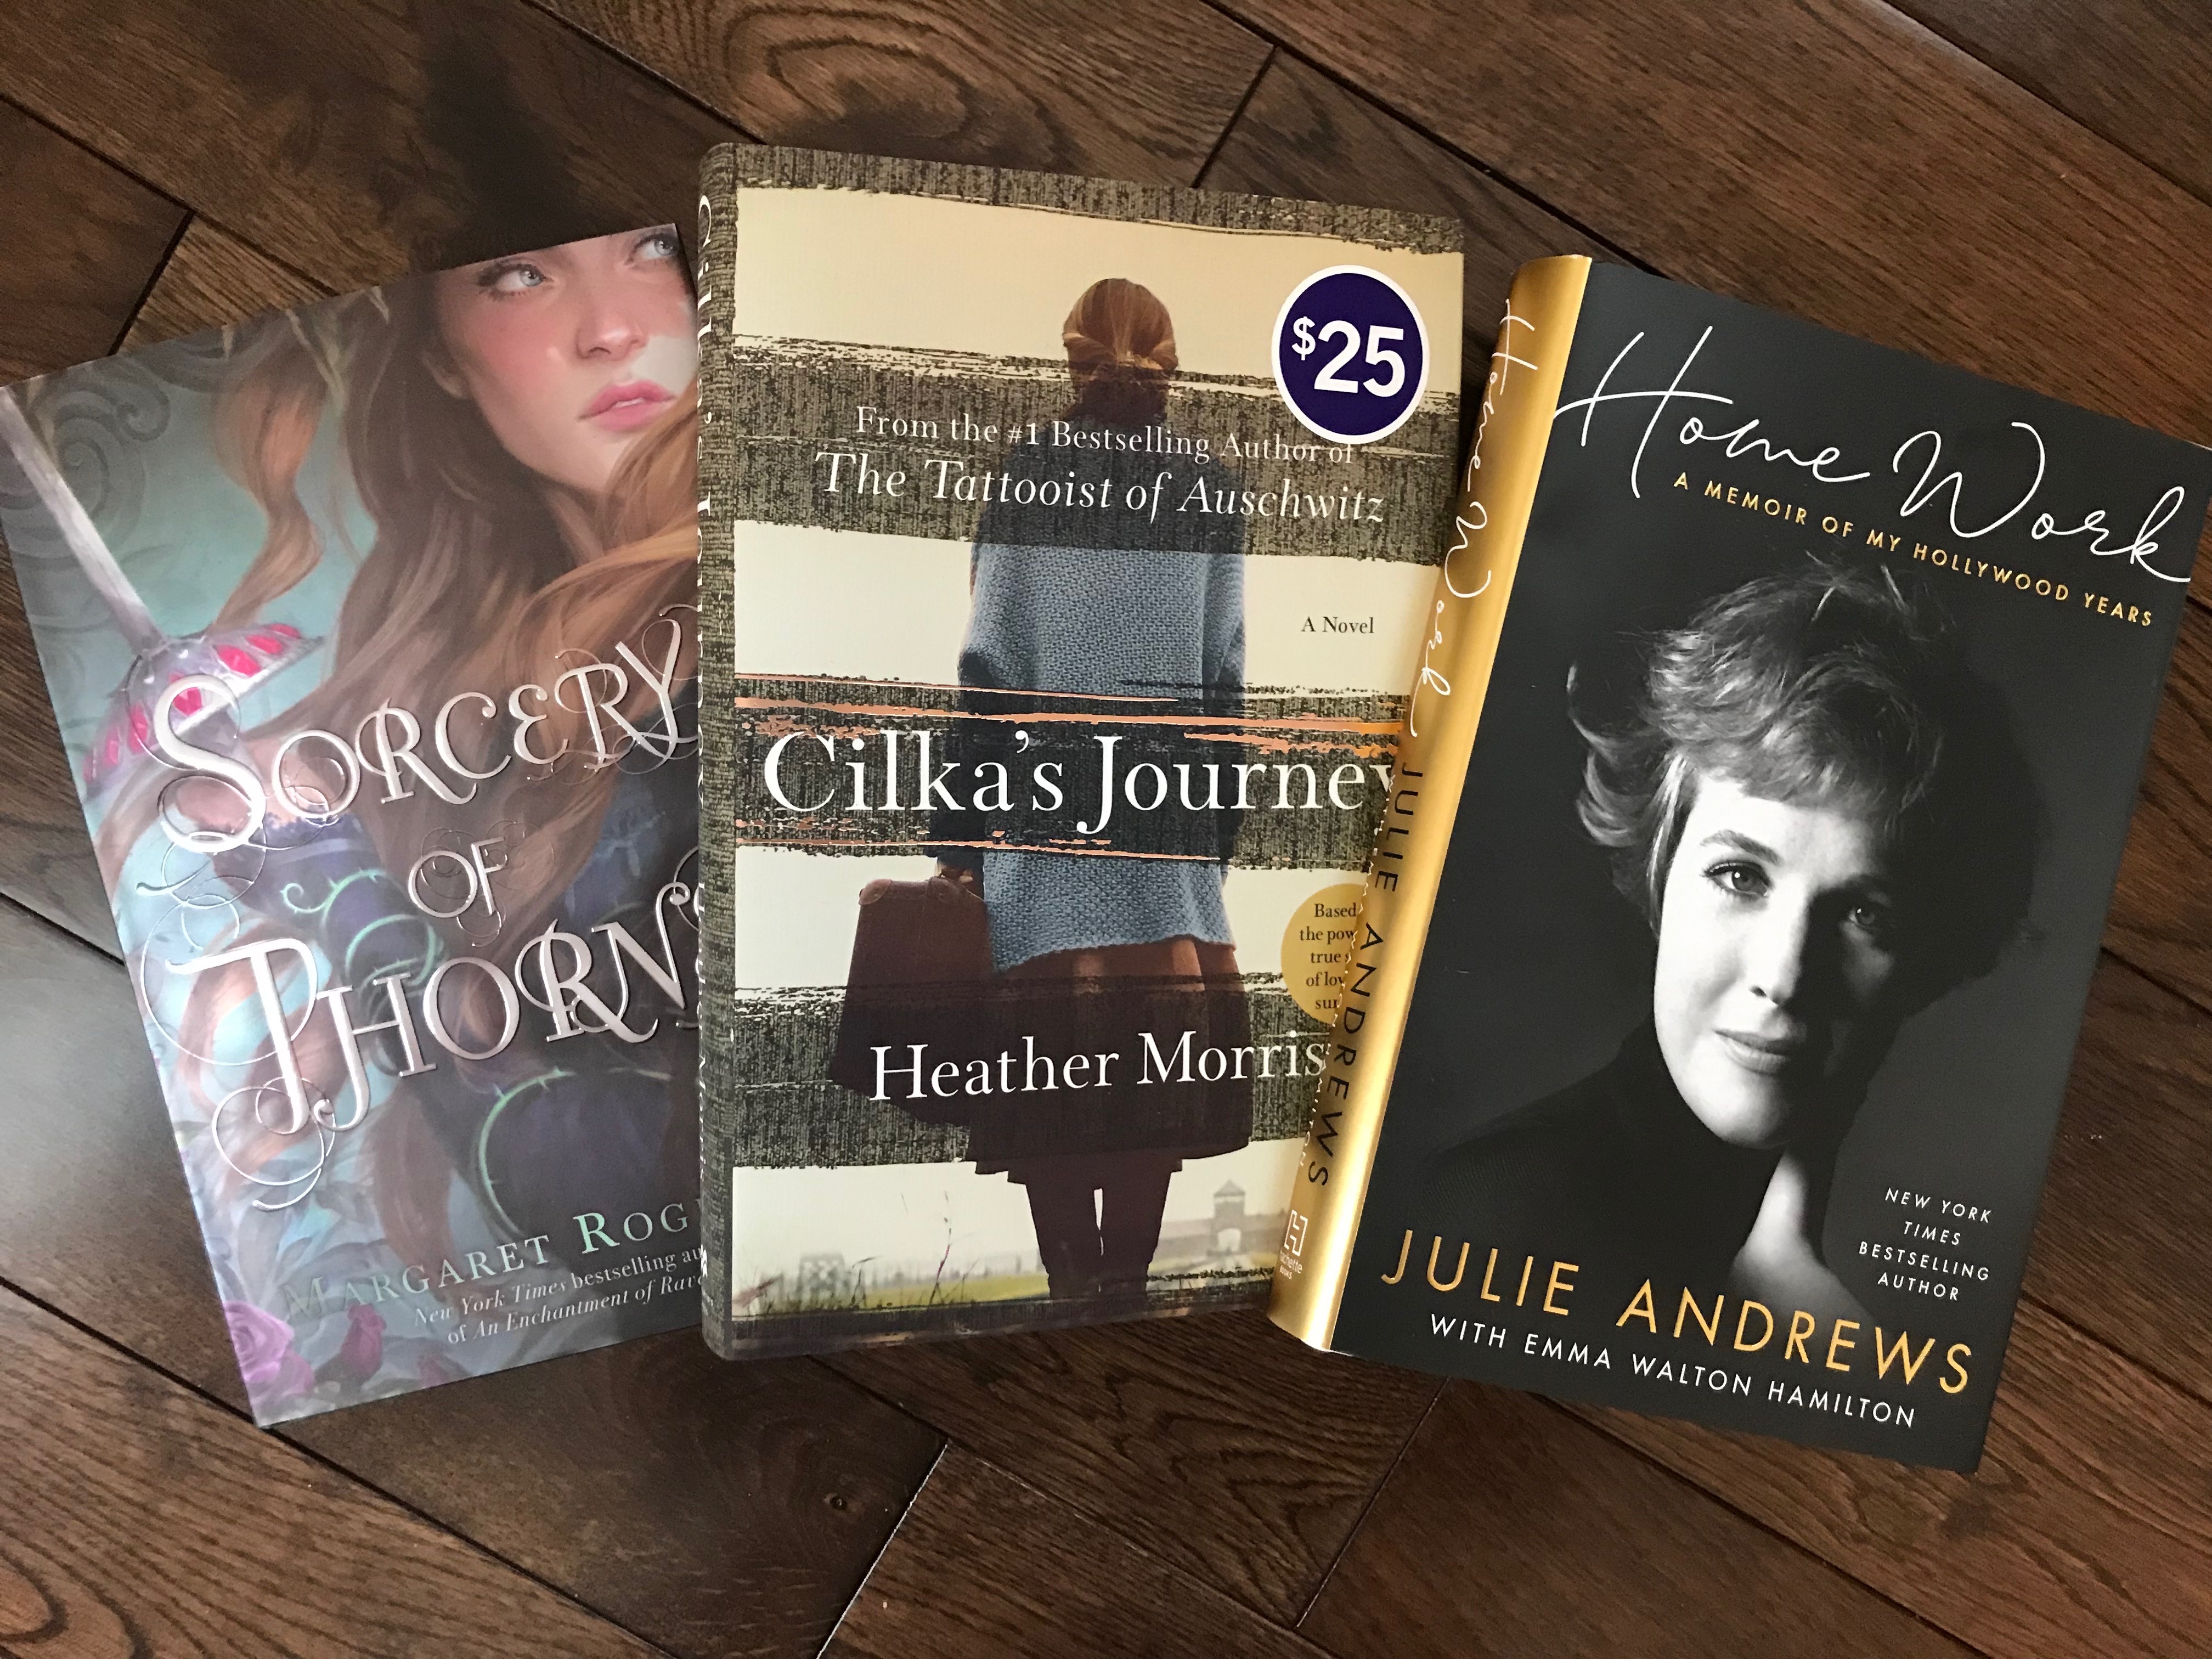 SORCERY
OF
THORNS
MARGARET ROG
New York Times bestselling au
of An Enchantment of Rav
$25
From the #1 Bestselling Author of
The Tattooist of Auschwitz
A Novel
Cilka's Journey
Based
the pow
true s
of lov
sur
Heather Morris
Home Work
JULIE ANDREWS
hachette
BOOKS
Home Work
A MEMOIR OF MY HOLLYWOOD YEARS
NEW YORK
TIMES
BESTSELLING
AUTHOR
JULIE ANDREWS
WITH EMMA WALTON HAMILTON